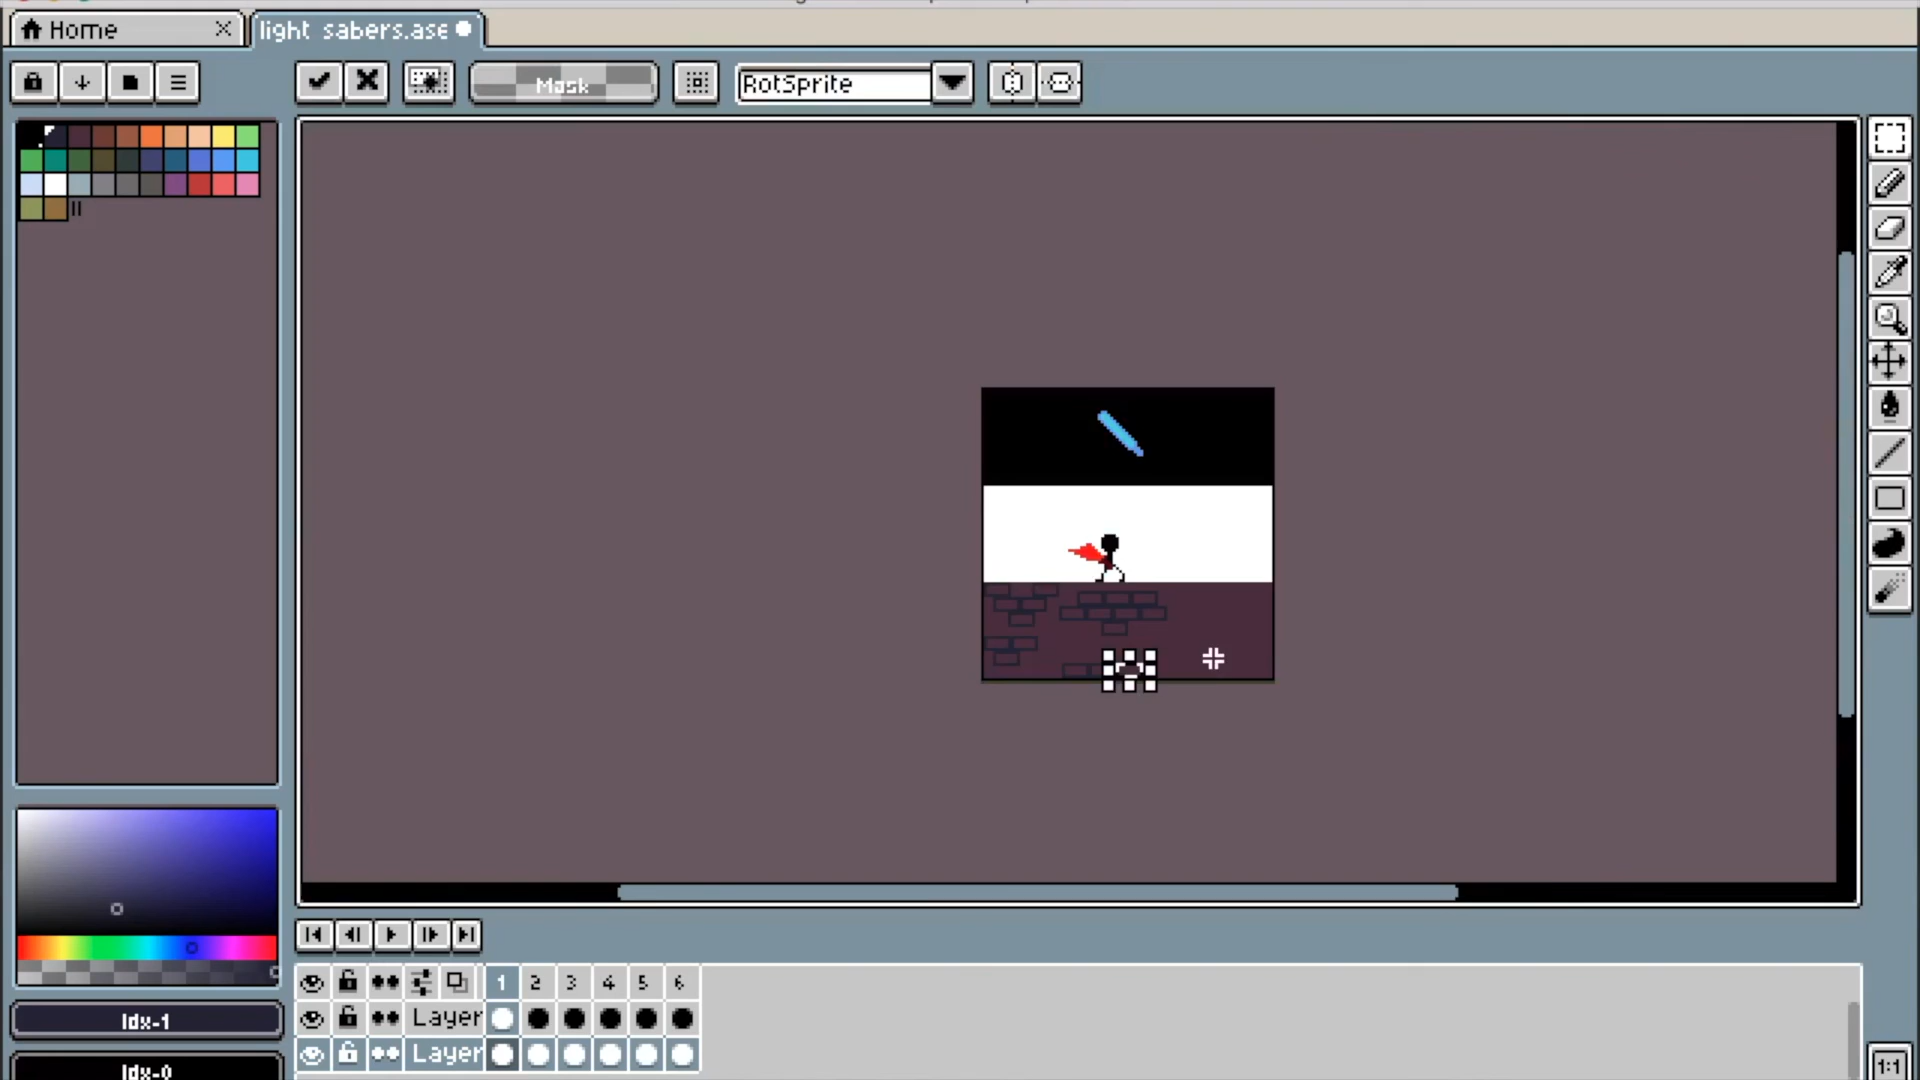 Home
light sabers.ase
Mask
RotSprite
1 2 3 4 5 6
Layer
Layer
Idx-1
Idx-0
1:1